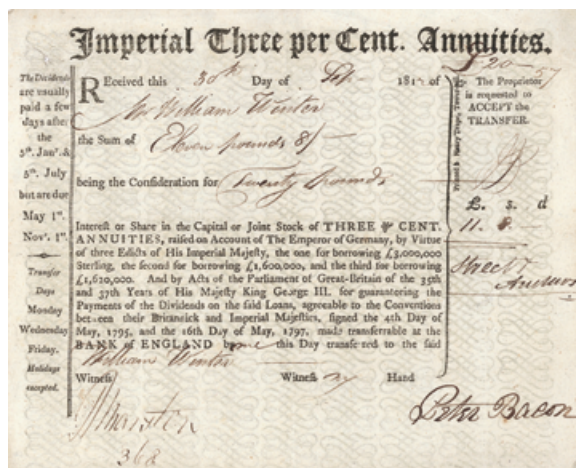 Imperial Three per Cent. Annuities.
The Dividends
are usually
paid a few
days after
the
5th. Janʳ. &
5th. July
but are due
May 1st.
Novʳ. 1st.
Transfer
Days
Monday
Wednesday
Friday.
Holidays
excepted.
REceived this 30th Day of 181 of
Mr William Winter
the Sum of Eleven pounds 8/-
being the Consideration for Twenty Pounds
Interest or Share in the Capital or Joint Stock of THREE ⅌ CENT.
ANNUITIES, raised on Account of The Emperor of Germany, by Virtue
of three Edicts of His Imperial Majesty, the one for borrowing £3,000,000
Sterling, the second for borrowing £1,600,000, and the third for borrowing
£1,620,000. And by Acts of the Parliament of Great-Britain of the 35th
and 37th Years of His Majesty King George III. for guaranteeing the
Payments of the Dividends on the said Loans, agreeable to the Conventions
between their Britannick and Imperial Majesties, signed the 4th Day of
May, 1795, and the 16th Day of May, 1797, made transferrable at the
BANK of ENGLAND by me this Day transferred to the said
William Winter
Witness Witness my Hand
Peter Bacon
368
£20
57
The Proprietor
is requested to
ACCEPT the
TRANSFER.
£. s. d
11. 8.